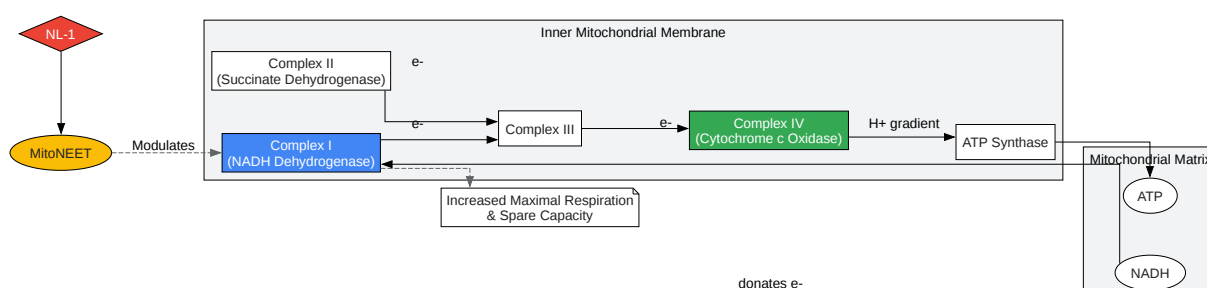 NL-1
Inner Mitochondrial Membrane
Complex II
(Succinate Dehydrogenase)
e-
MitoNEET
Modulates
Complex I
(NADH Dehydrogenase)
e-
Complex III
e-
Complex IV
(Cytochrome c Oxidase)
H+ gradient
ATP Synthase
Mitochondrial Matrix
ATP
Increased Maximal Respiration
& Spare Capacity
NADH
donates e-